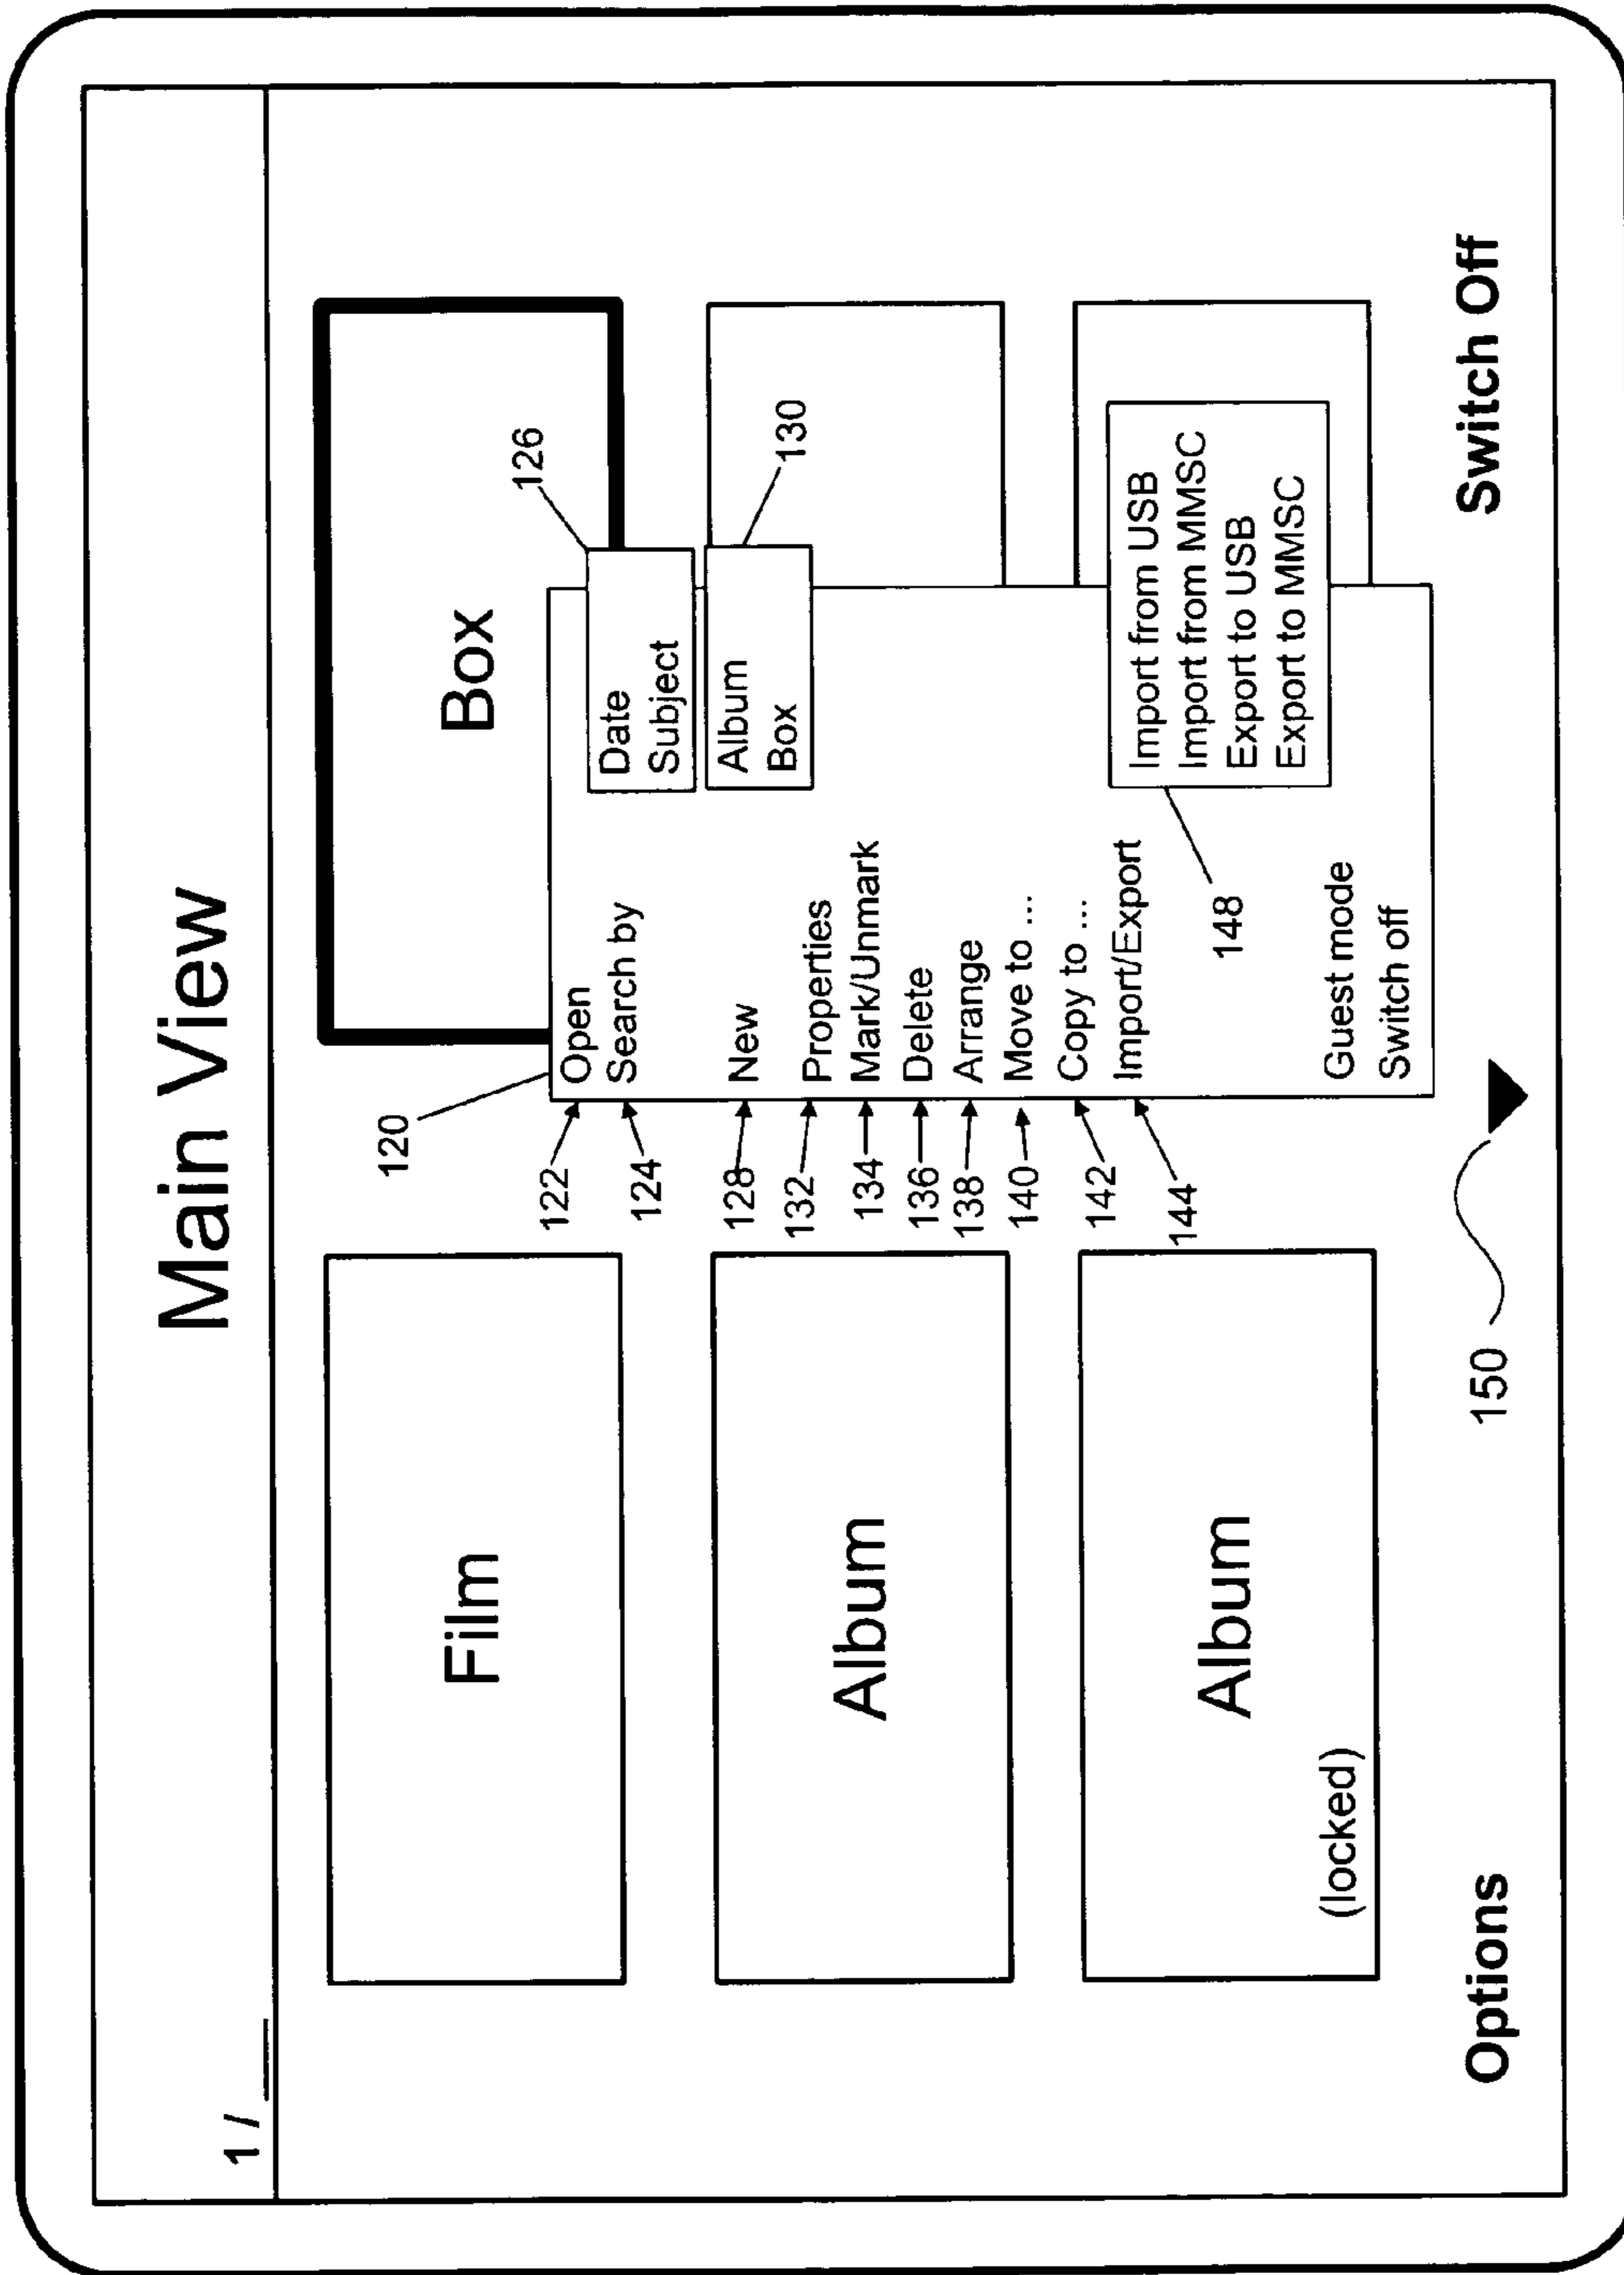 Main View
1 / __
Film
Box
120
126
122
Open
124
Search by
Date
Subject
128
New
Album
Box
130
132
Properties
134
Mark/Unmark
136
Delete
138
Arrange
140
Move to ...
142
Copy to ...
144
Import/Export
148
Import from USB
Import from MMSC
Export to USB
Export to MMSC
Guest mode
Switch off
Album
Album
(locked)
Options
150
Switch Off